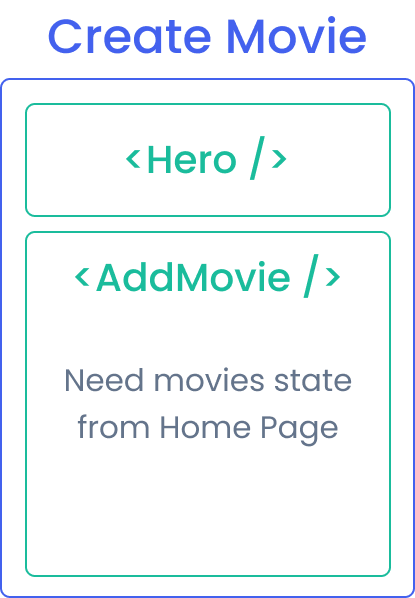 Create Movie
<Hero />
<AddMovie />
Need movies state
from Home Page